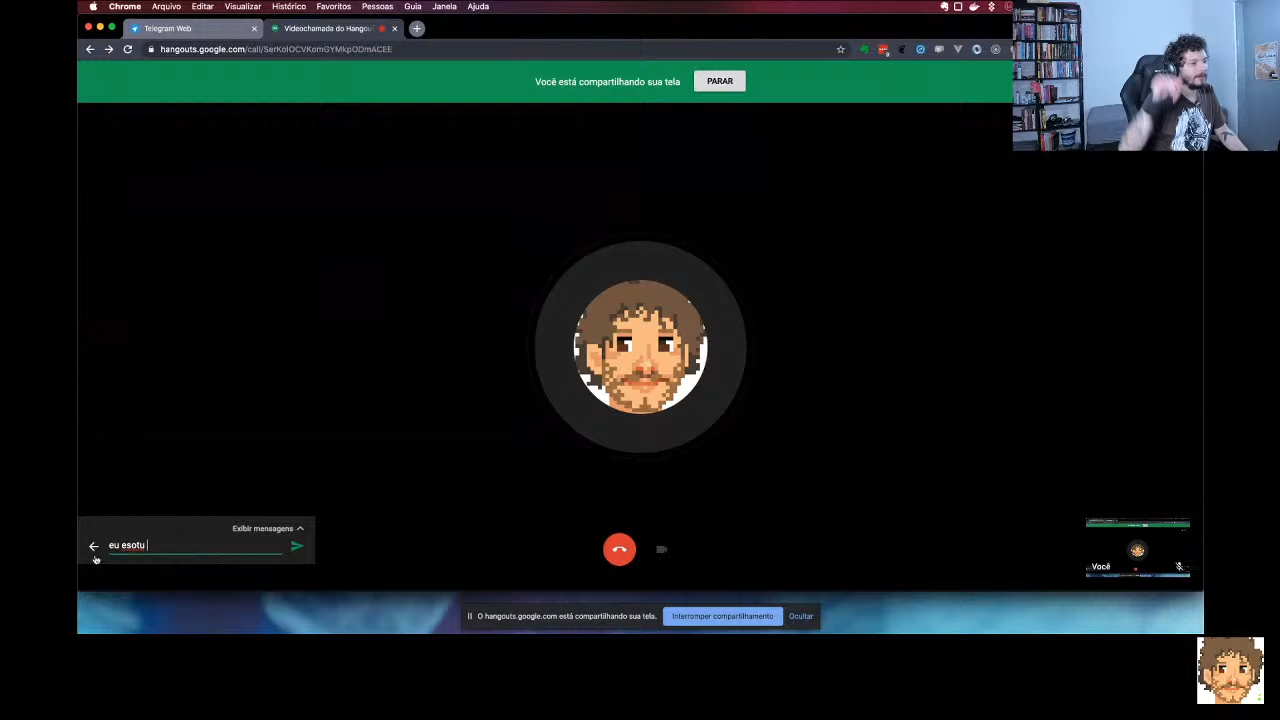 Chrome Arquivo Editar Visualizar Histórico Favoritos Pessoas Guia Janela Ajuda
Telegram Web
Videochamada do Hangout
hangouts.google.com/call/
Você está compartilhando sua tela
PARAR
Exibir mensagens
eu esotu
Você
O hangouts.google.com está compartilhando sua tela.
Interromper compartilhamento
Ocultar